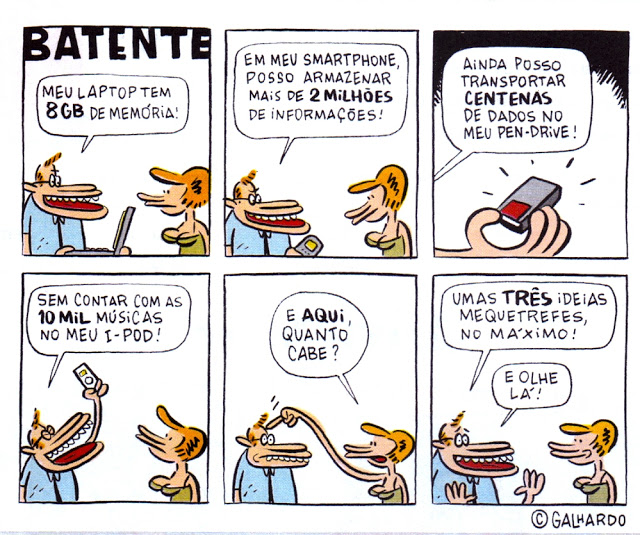 BATENTE
MEU LAPTOP TEM
8GB DE MEMÓRIA!
EM MEU SMARTPHONE,
POSSO ARMAZENAR
MAIS DE 2 MILHÕES
DE INFORMAÇÕES!
AINDA POSSO
TRANSPORTAR
CENTENAS
DE DADOS NO
MEU PEN-DRIVE!
SEM CONTAR COM AS
10 MIL MÚSICAS
NO MEU I-POD!
E AQUI,
QUANTO
CABE?
UMAS TRÊS IDEIAS
MEQUETREFES,
NO MÁXIMO!
E OLHE
LÁ!
© GALHARDO